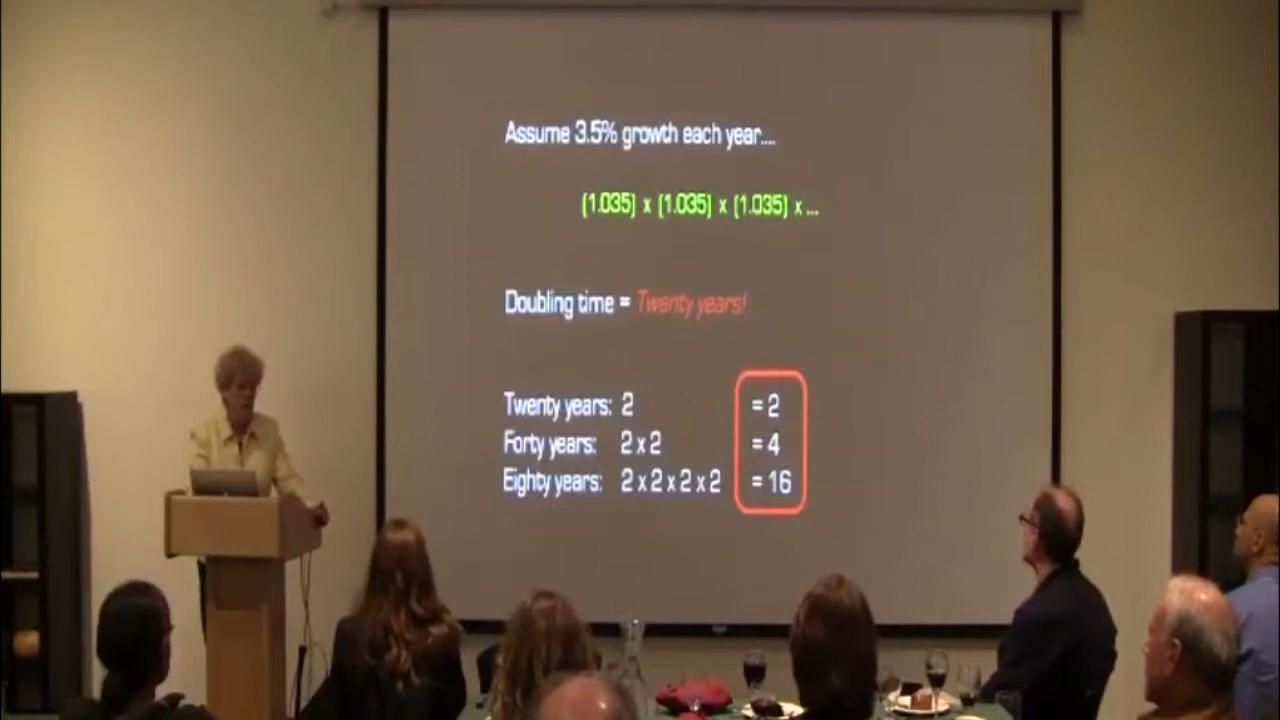 Assume 3.5% growth each year....
(1.035) x (1.035) x (1.035) x ...
Doubling time = Twenty years!
Twenty years: 2 = 2
Forty years: 2 x 2 = 4
Eighty years: 2 x 2 x 2 x 2 = 16